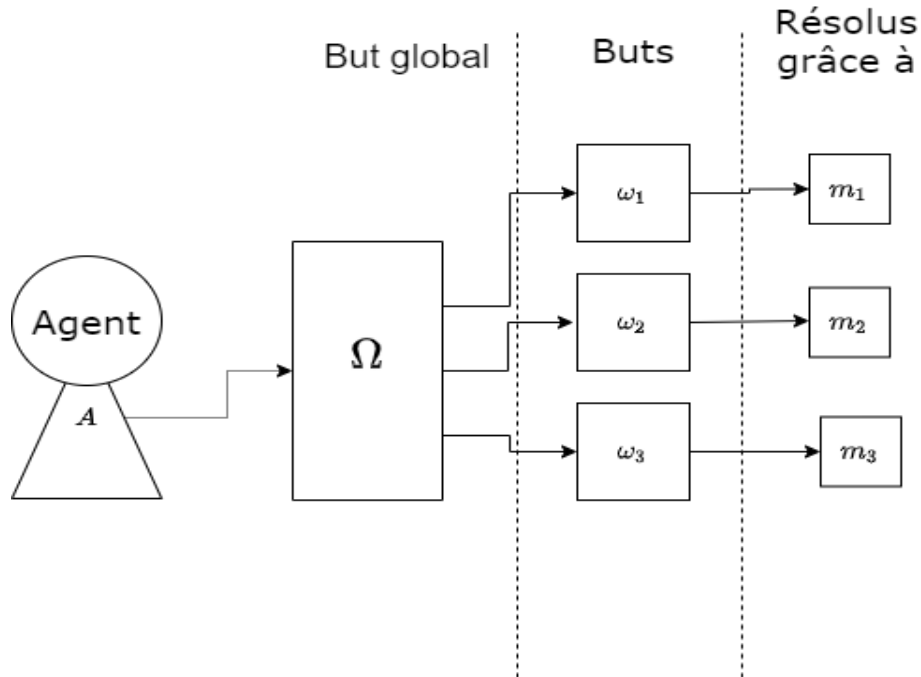 But global
Buts
Résolus
grâce à
Agent
A
Ω
ω₁
m₁
ω₂
m₂
ω₃
m₃